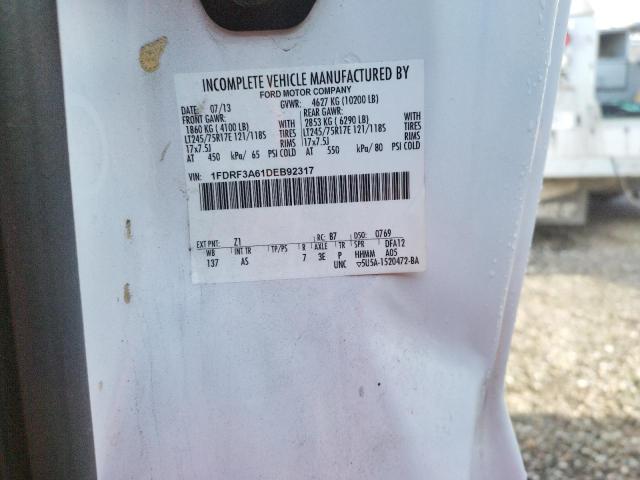 INCOMPLETE VEHICLE MANUFACTURED BY
FORD MOTOR COMPANY
DATE: 07/13 GVWR: 4627 KG (10200 LB)
FRONT GAWR: REAR GAWR:
1860 KG ( 4100 LB) WITH 2853 KG ( 6290 LB) WITH
LT245/75R17E 121/118S TIRES LT245/75R17E 121/118S TIRES
17x7.5J RIMS 17x7.5J RIMS
AT 450 kPa/ 65 PSI COLD AT 550 kPa/ 80 PSI COLD
VIN: 1FDRF3A61DEB92317
EXT PNT: Z1 RC: B7 DSO: 0769
WB INT TR TP/PS R AXLE TR SPR DFA12
137 AS 7 3E P HHMM A05
UNC ▽5U5A-1520472-BA